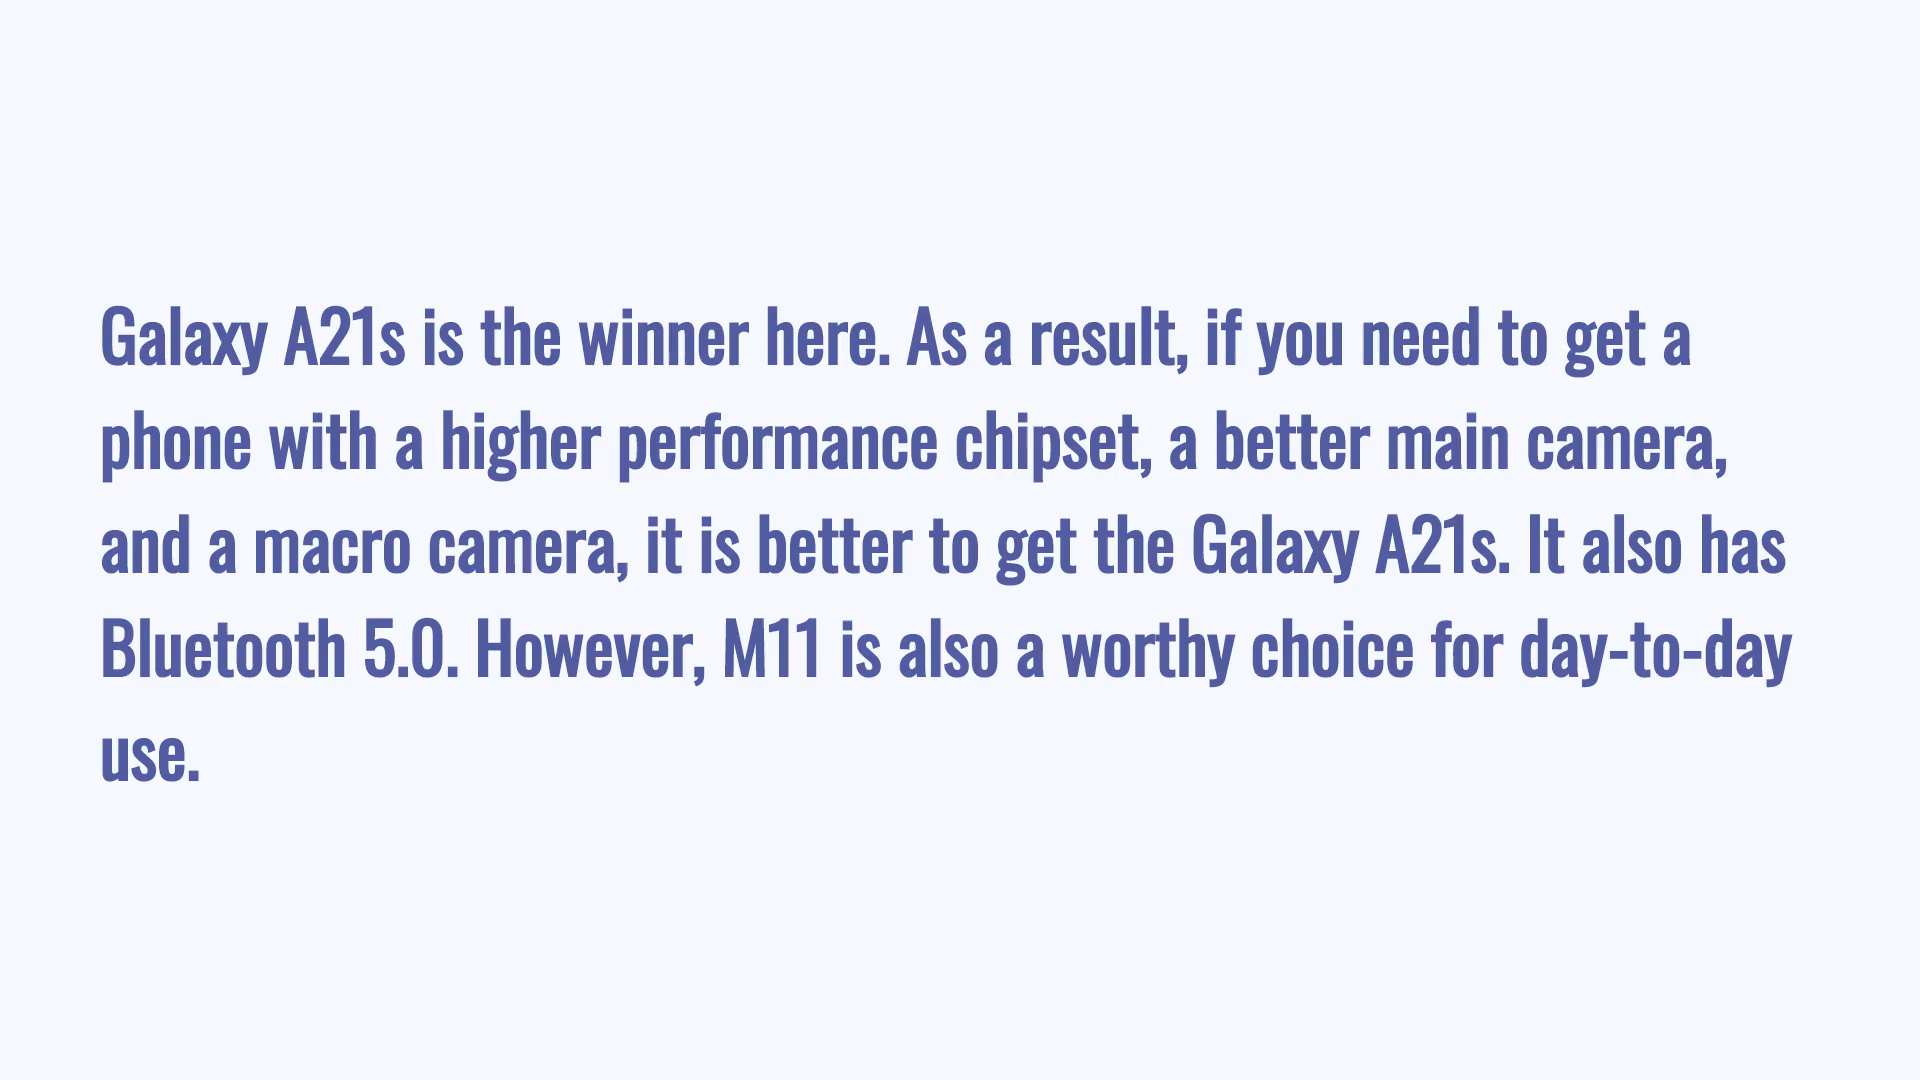 Galaxy A21s is the winner here. As a result, if you need to get a
phone with a higher performance chipset, a better main camera,
and a macro camera, it is better to get the Galaxy A21s. It also has
Bluetooth 5.0. However, M11 is also a worthy choice for day-to-day
use.